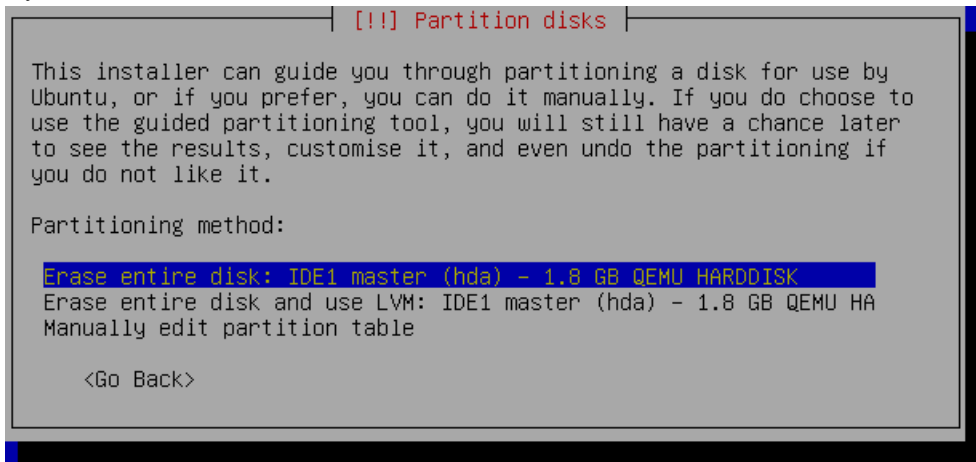 [!!] Partition disks
This installer can guide you through partitioning a disk for use by
Ubuntu, or if you prefer, you can do it manually. If you do choose to
use the guided partitioning tool, you will still have a chance later
to see the results, customise it, and even undo the partitioning if
you do not like it.
Partitioning method:
Erase entire disk: IDE1 master (hda) – 1.8 GB QEMU HARDDISK
Erase entire disk and use LVM: IDE1 master (hda) – 1.8 GB QEMU HA
Manually edit partition table
<Go Back>